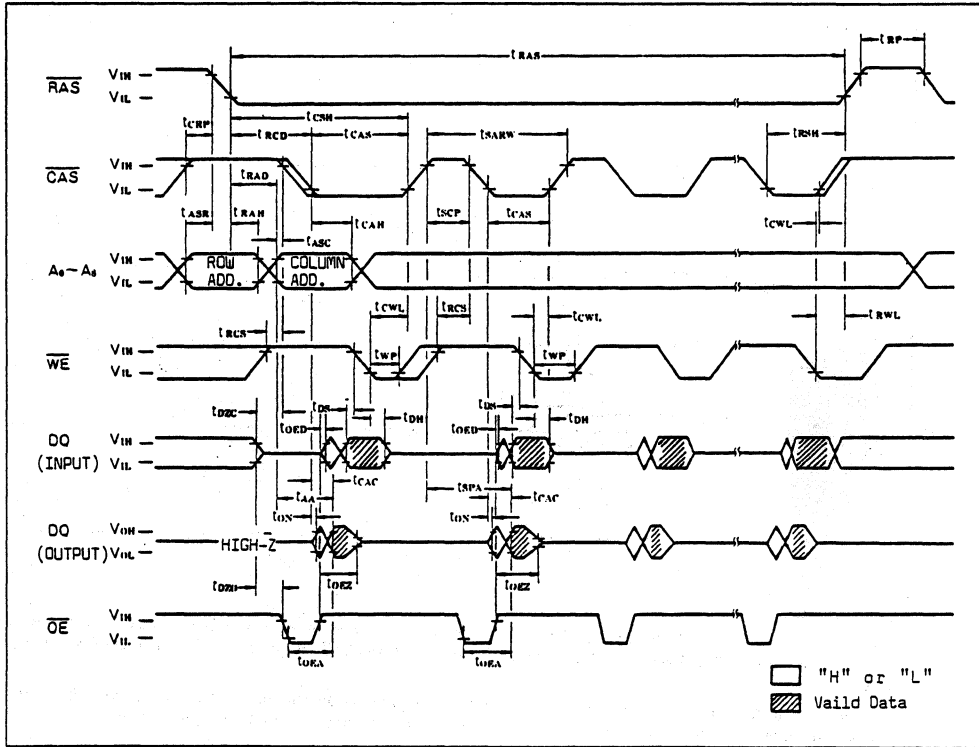 tRP
tRAS
RAS
VIH
VIL
tCSH
tCRP
tRCD
tCAS
tSARW
tRSH
CAS
VIH
VIL
tRAD
tASR
tRAH
tCAH
tSCP
tCAS
tCWL
tASC
A0~A8
VIH
VIL
ROW ADD.
COLUMN ADD.
tCWL
tRCS
tCWL
tRWL
tRCS
tWP
tWP
WE
VIH
VIL
tDZC
tDS
tDH
tDS
tDH
tOED
tOED
DQ
(INPUT)
VIH
VIL
tCAC
tSPA
tCAC
tAA
tON
tON
DQ
(OUTPUT)
VOH
VOL
HIGH-Z
tOEZ
tOEZ
tDZO
OE
VIH
VIL
tOEA
tOEA
"H" or "L"
Vaild Data